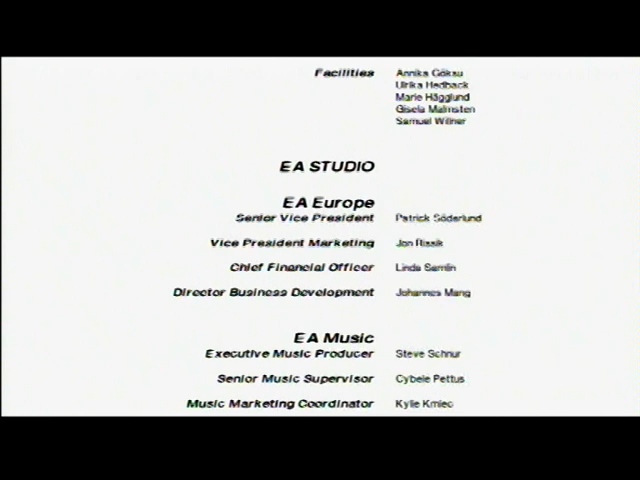 Facilities Annika Göksu
Ulrika Hedback
Marie Hägglund
Gisela Malmsten
Samuel Willner
EA STUDIO
EA Europe
Senior Vice President Patrick Söderlund
Vice President Marketing Jon Rissik
Chief Financial Officer Linda Samlin
Director Business Development Johannes Mang
EA Music
Executive Music Producer Steve Schnur
Senior Music Supervisor Cybele Pettus
Music Marketing Coordinator Kylie Kmiec